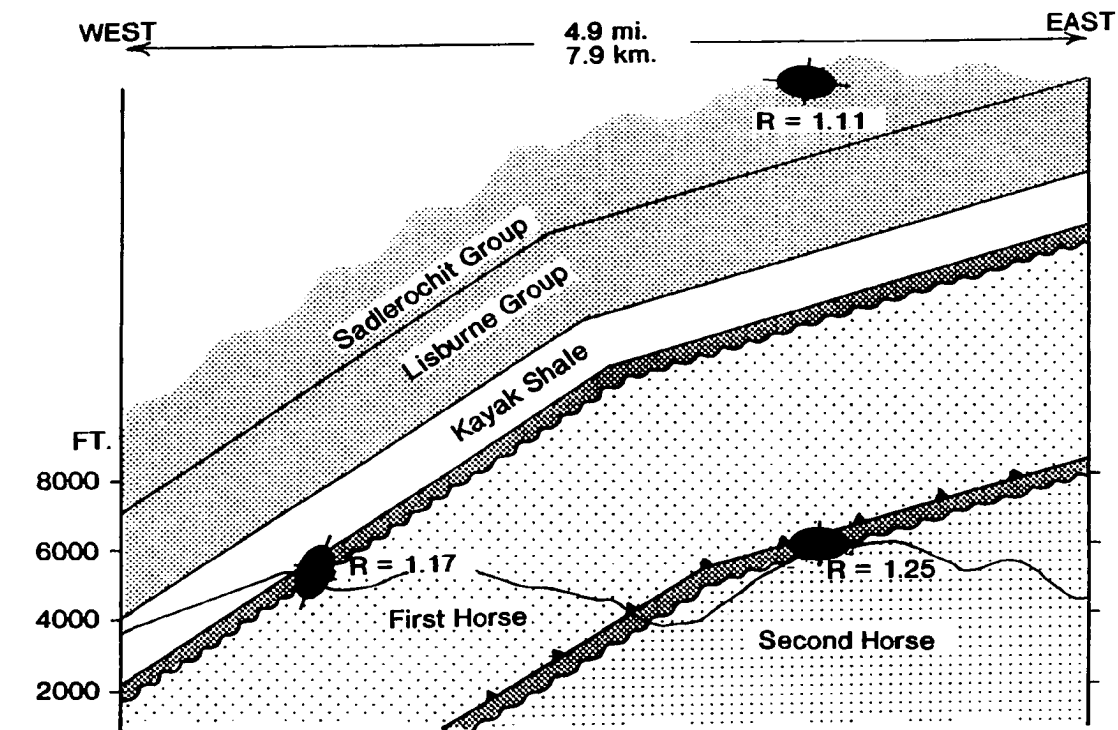 WEST
4.9 mi.
7.9 km.
EAST
R = 1.11
Sadlerochit Group
Lisburne Group
Kayak Shale
FT.
8000
6000
4000
2000
R = 1.17
R = 1.25
First Horse
Second Horse